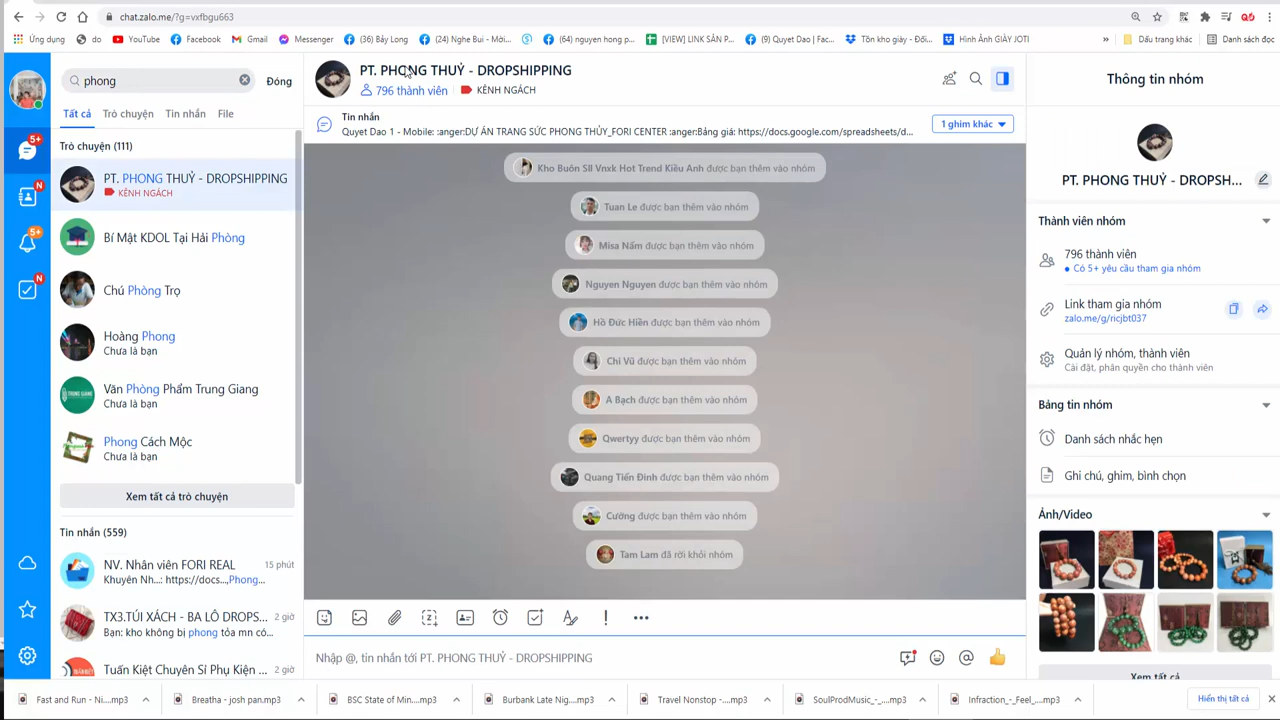 chat.zalo.me/?g=vxfbgu663
Ứng dụng
do
YouTube
Facebook
Gmail
Messenger
(36) Bảy Long
(24) Nghe Bui - Mời...
(64) nguyen hong p...
[VIEW] LINK SẢN P...
(9) Quyet Dao | Fac...
Tồn kho giày - Đối...
Hình Ảnh GIÀY JOTI
»
Dấu trang khác
Danh sách đọc
phong
Đóng
Tất cả
Trò chuyện
Tin nhắn
File
Trò chuyện (111)
PT. PHONG THUỶ - DROPSHIPPING
KÊNH NGÁCH
Bí Mật KDOL Tại Hải Phòng
Chú Phòng Trọ
Hoàng Phong
Chưa là bạn
Văn Phòng Phẩm Trung Giang
Chưa là bạn
Phong Cách Mộc
Chưa là bạn
Xem tất cả trò chuyện
Tin nhắn (559)
NV. Nhân viên FORI REAL
15 phút
Khuyên Nh...: https://docs...,Phong...
TX3.TÚI XÁCH - BA LÔ DROPS...
2 giờ
Bạn: kho không bị phong tỏa mn có...
Tuấn Kiệt Chuyên Sỉ Phụ Kiện ...
2 giờ
5+
N
5+
N
PT. PHONG THUỶ - DROPSHIPPING
796 thành viên
KÊNH NGÁCH
Tin nhắn
Quyet Dao 1 - Mobile: :anger:DỰ ÁN TRANG SỨC PHONG THỦY_FORI CENTER :anger:Bảng giá: https://docs.google.com/spreadsheets/d...
1 ghim khác
Kho Buôn Sll Vnxk Hot Trend Kiều Anh được bạn thêm vào nhóm
Tuan Le được bạn thêm vào nhóm
Misa Nấm được bạn thêm vào nhóm
Nguyen Nguyen được bạn thêm vào nhóm
Hồ Đức Hiền được bạn thêm vào nhóm
Chi Vũ được bạn thêm vào nhóm
A Bạch được bạn thêm vào nhóm
Qwertyy được bạn thêm vào nhóm
Quang Tiến Đinh được bạn thêm vào nhóm
Cường được bạn thêm vào nhóm
Tam Lam đã rời khỏi nhóm
Nhập @, tin nhắn tới PT. PHONG THUỶ - DROPSHIPPING
Thông tin nhóm
PT. PHONG THUỶ - DROPSH...
Thành viên nhóm
796 thành viên
• Có 5+ yêu cầu tham gia nhóm
Link tham gia nhóm
zalo.me/g/ricjbt037
Quản lý nhóm, thành viên
Cài đặt, phân quyền cho thành viên
Bảng tin nhóm
Danh sách nhắc hẹn
Ghi chú, ghim, bình chọn
Ảnh/Video
Xem tất cả
Fast and Run - Ni....mp3
Breatha - josh pan.mp3
BSC State of Min....mp3
Burbank Late Nig....mp3
Travel Nonstop -....mp3
SoulProdMusic_-_....mp3
Infraction_-_Feel_....mp3
Hiển thị tất cả